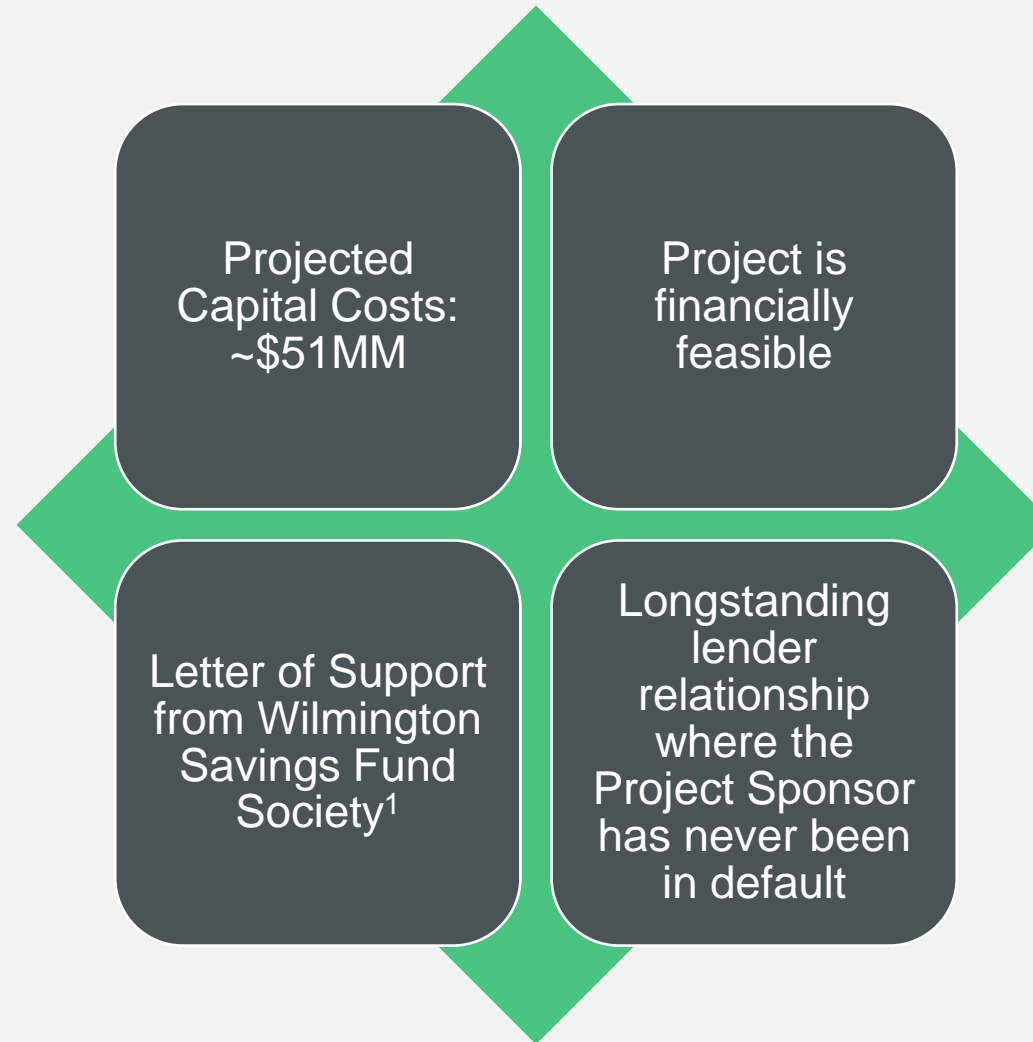 Projected
Capital Costs:
~$51MM
Project is
financially
feasible
Letter of Support
from Wilmington
Savings Fund
Society¹
Longstanding
lender
relationship
where the
Project Sponsor
has never been
in default